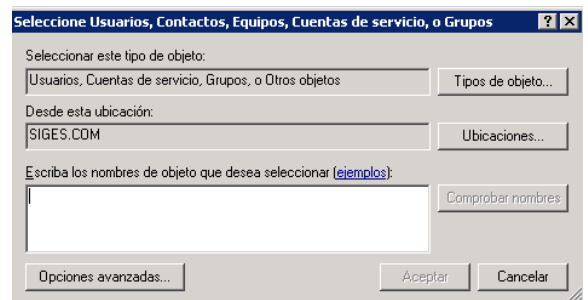 Seleccione Usuarios, Contactos, Equipos, Cuentas de servicio, o Grupos
Seleccionar este tipo de objeto:
Usuarios, Cuentas de servicio, Grupos, o Otros objetos
Tipos de objeto...
Desde esta ubicación:
SIGES.COM
Ubicaciones...
Escriba los nombres de objeto que desea seleccionar (ejemplos):
Comprobar nombres
Opciones avanzadas...
Aceptar
Cancelar